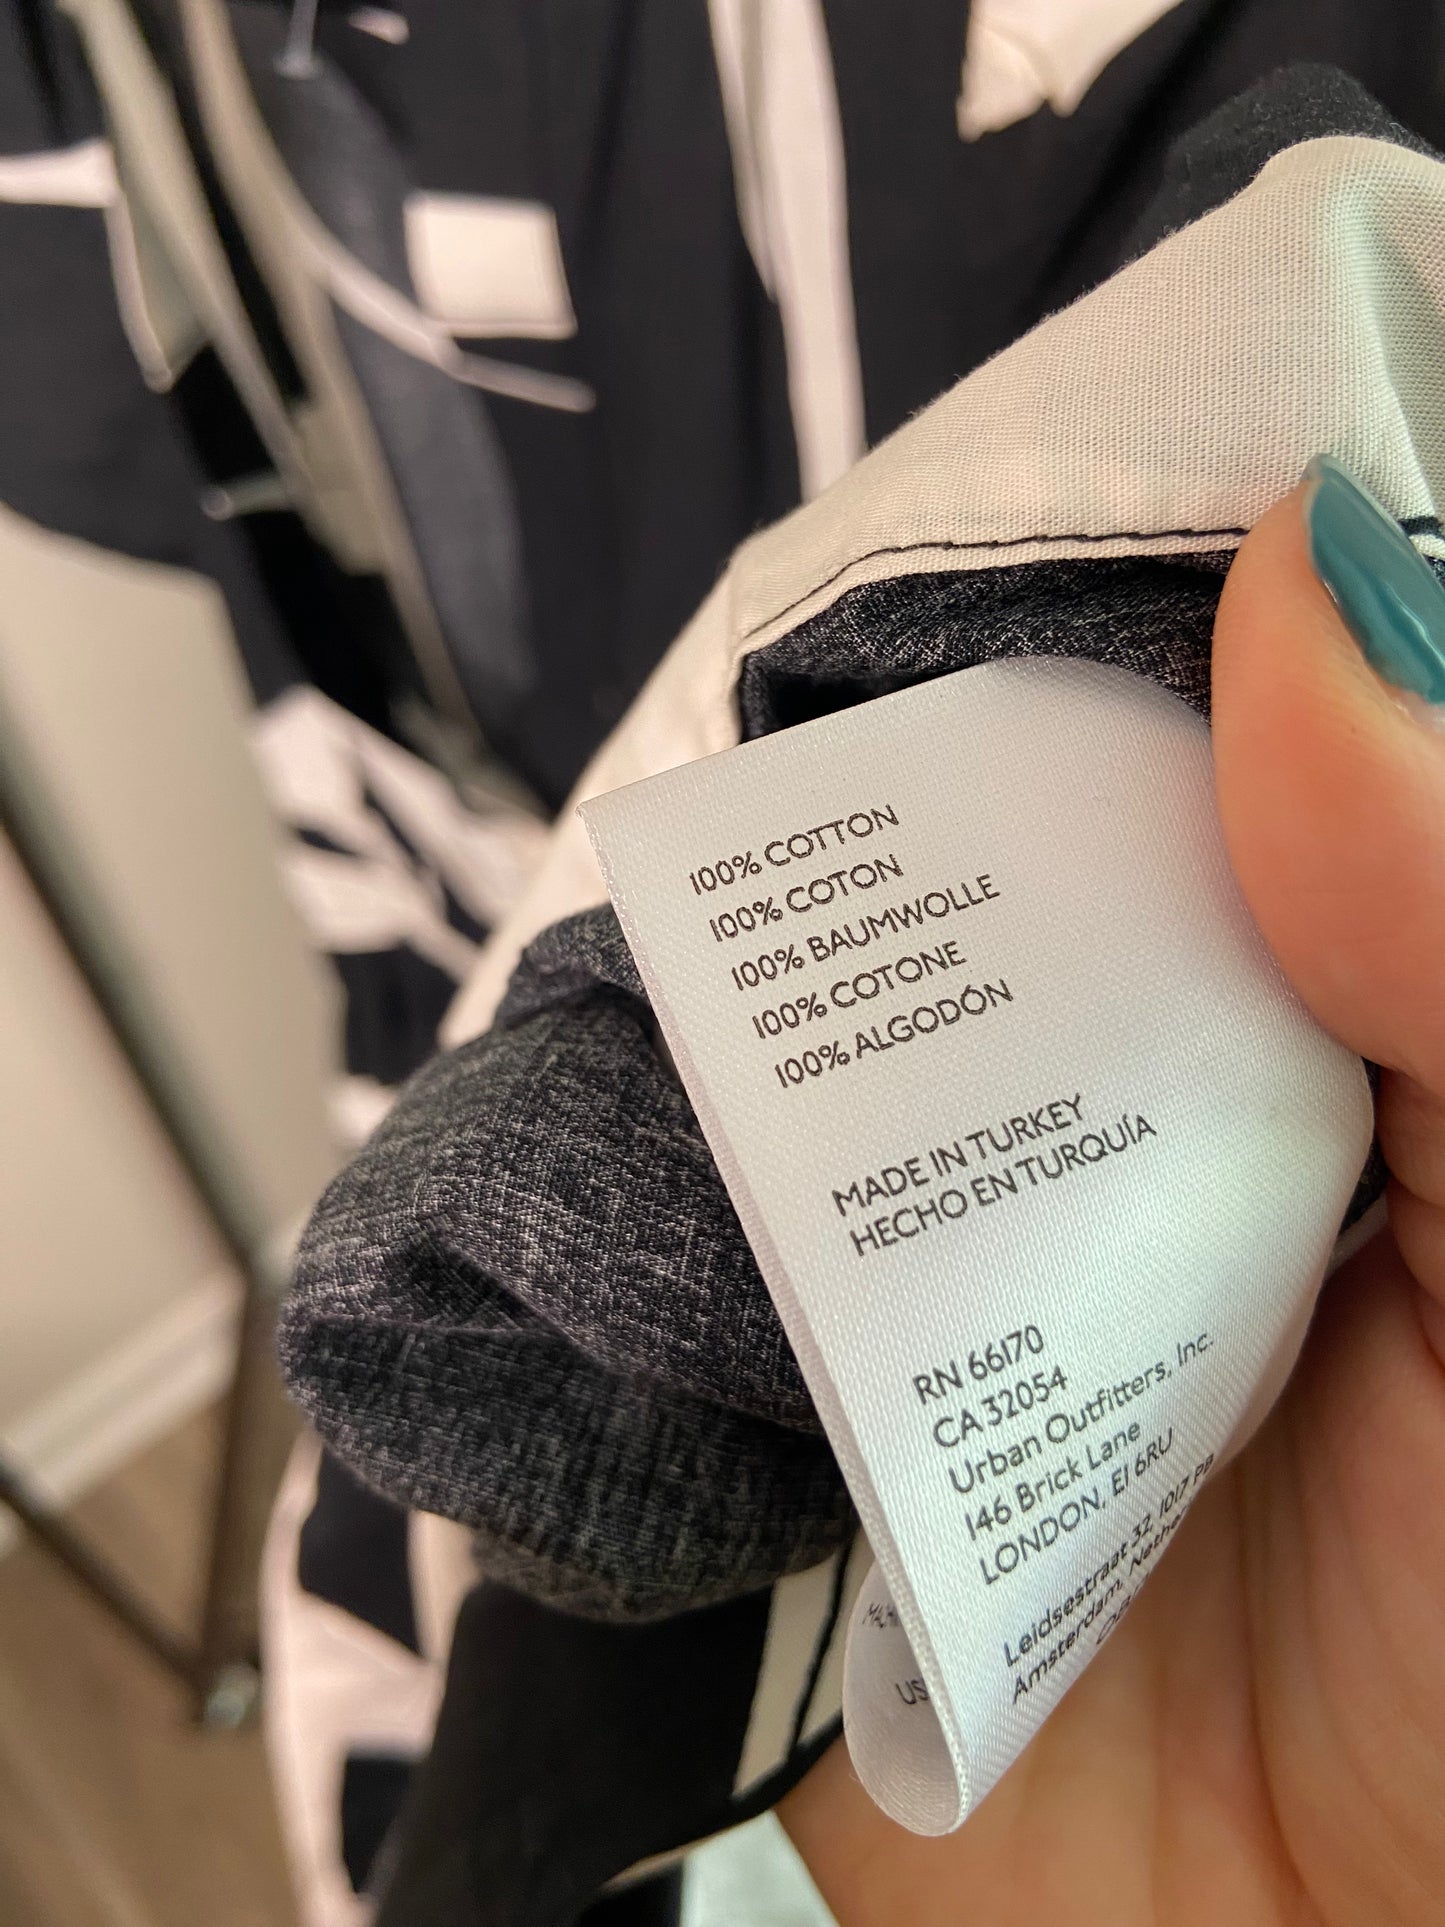 100% COTTON
100% COTON
100% BAUMWOLLE
100% COTONE
100% ALGODÓN
MADE IN TURKEY
HECHO EN TURQUÍA
RN 66170
CA 32054
Urban Outfitters, Inc.
146 Brick Lane
LONDON, E1 6RU
Leidsestraat 32, 1017 PB
Amsterdam,